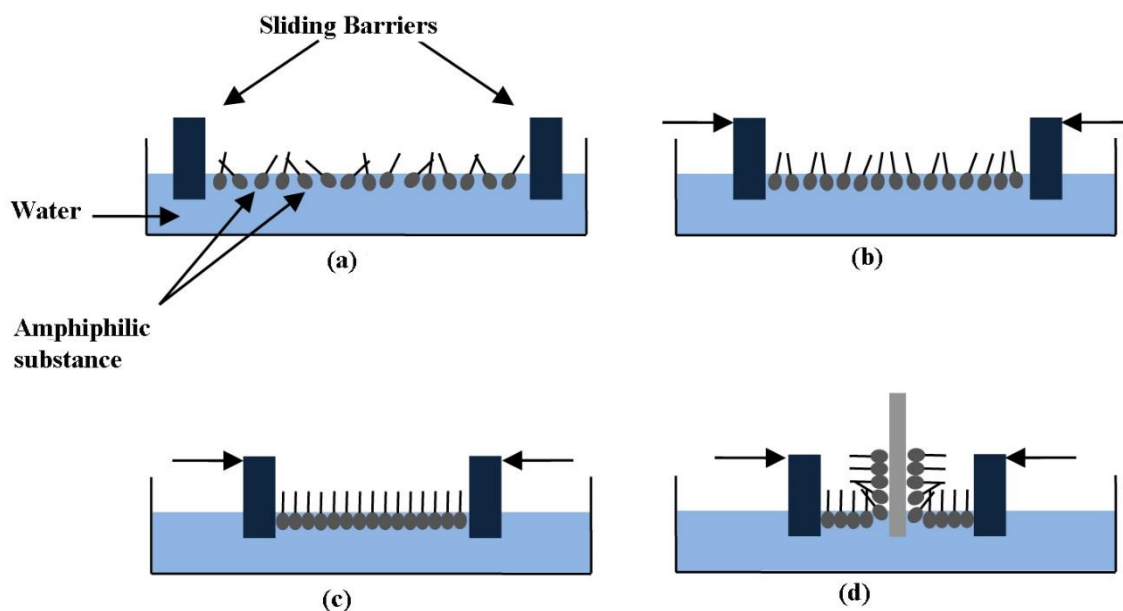 Sliding Barriers
Water
(a)
(b)
Amphiphilic
substance
(c)
(d)